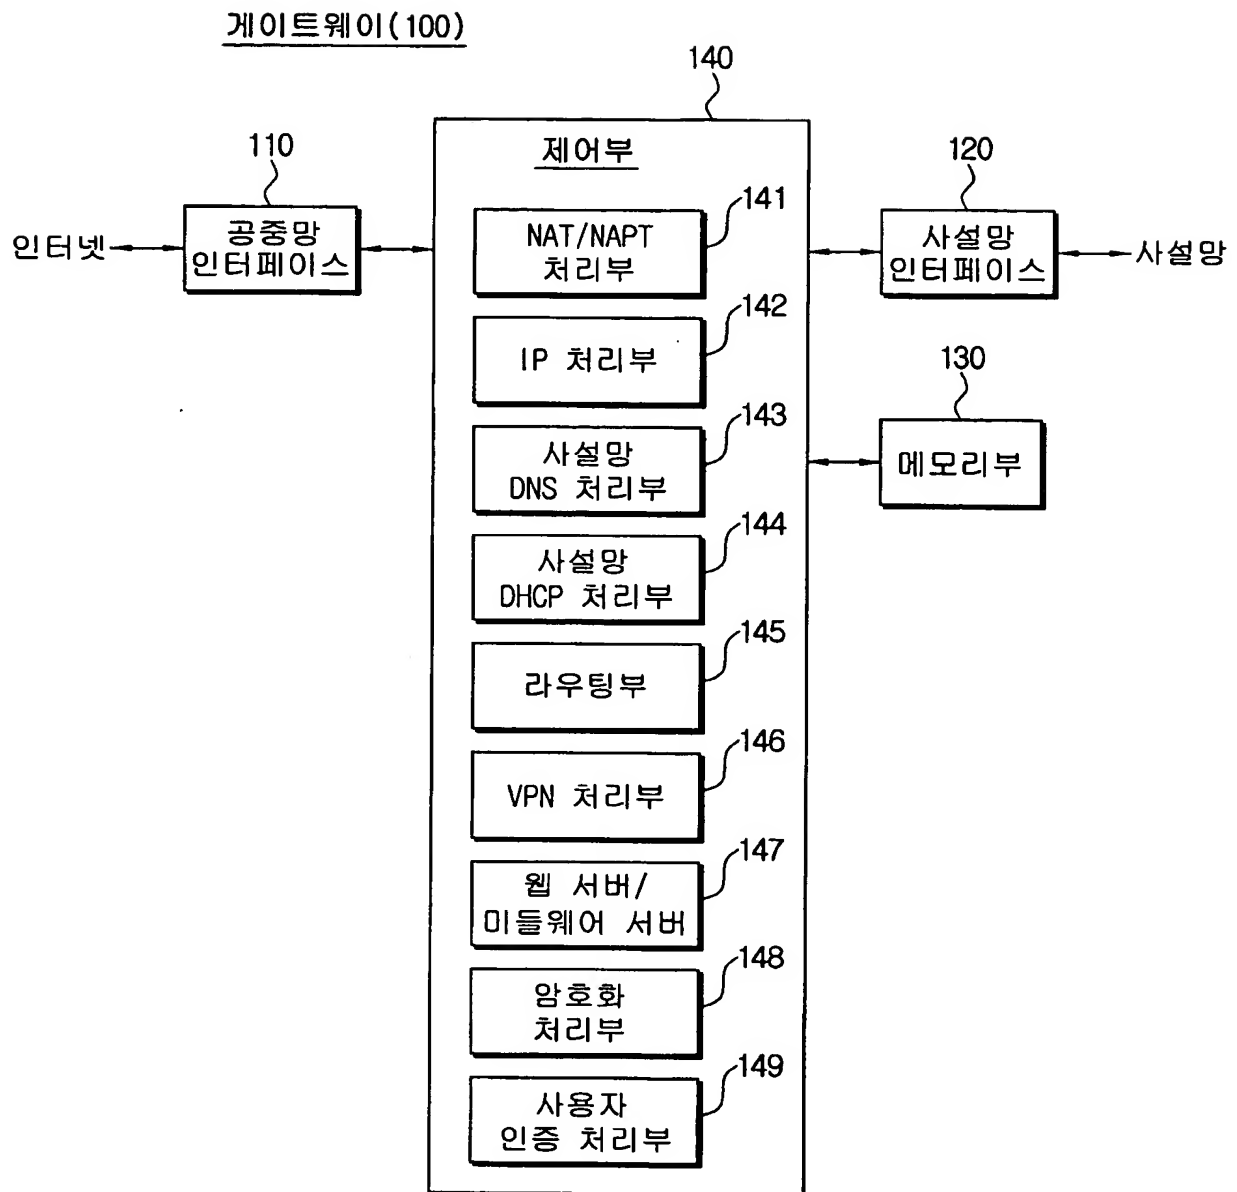 게이트웨이(100)
140
제어부
110
공중망
인터페이스
인터넷
120
사설망
인터페이스
사설망
130
메모리부
141
NAT/NAPT
처리부
142
IP 처리부
143
사설망
DNS 처리부
144
사설망
DHCP 처리부
145
라우팅부
146
VPN 처리부
147
웹 서버/
미들웨어 서버
148
암호화
처리부
149
사용자
인증 처리부